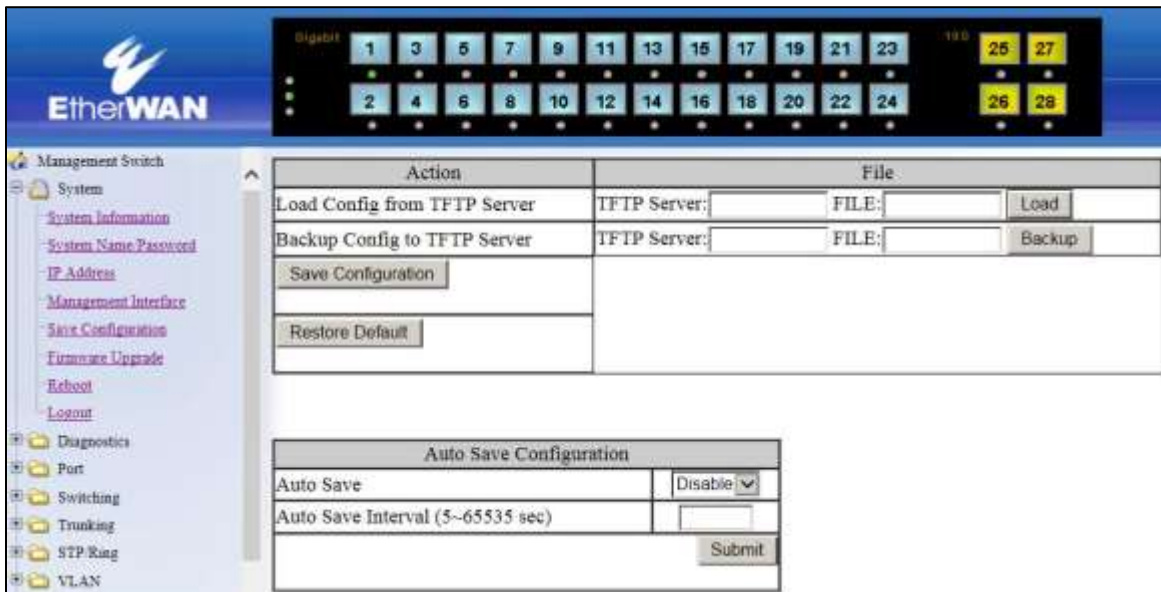 EtherWAN
Gigabit
1 3 5 7 9 11 13 15 17 19 21 23
2 4 6 8 10 12 14 16 18 20 22 24
10G
25 27
26 28
Management Switch
System
System Information
System Name/Password
IP Address
Management Interface
Save Configuration
Firmware Upgrade
Reboot
Logout
Diagnostics
Port
Switching
Trunking
STP/Ring
VLAN
Action File
Load Config from TFTP Server TFTP Server: FILE: Load
Backup Config to TFTP Server TFTP Server: FILE: Backup
Save Configuration
Restore Default
Auto Save Configuration
Auto Save Disable
Auto Save Interval (5~65535 sec)
Submit